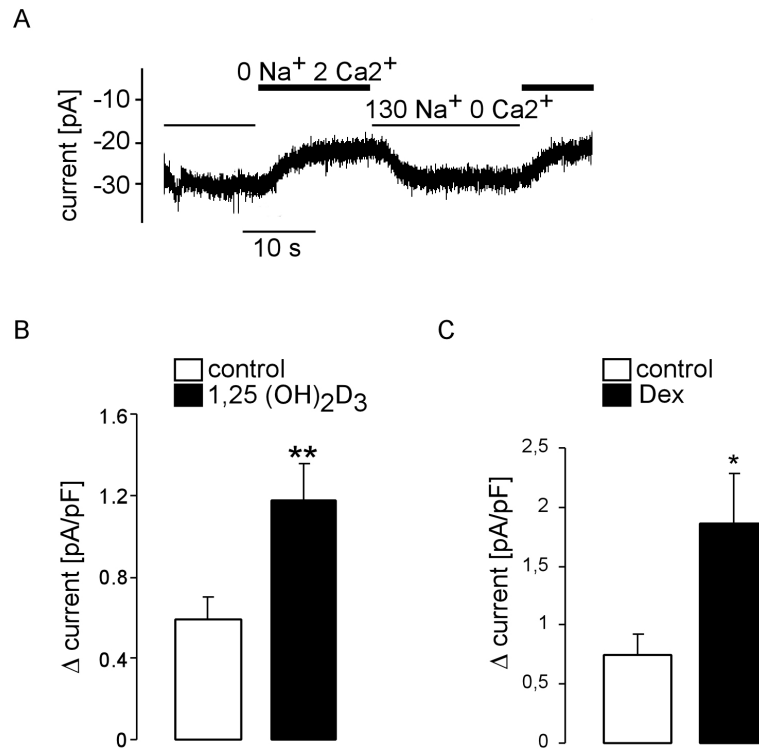 A
0 Na+ 2 Ca2+
130 Na+ 0 Ca2+
current [pA]
-10
-20
-30
10 s
B
control
1,25 (OH)2D3
Δ current [pA/pF]
1.6
1.2
0.8
0.4
0
**
C
control
Dex
Δ current [pA/pF]
2,5
2
1,5
1
0,5
0
*